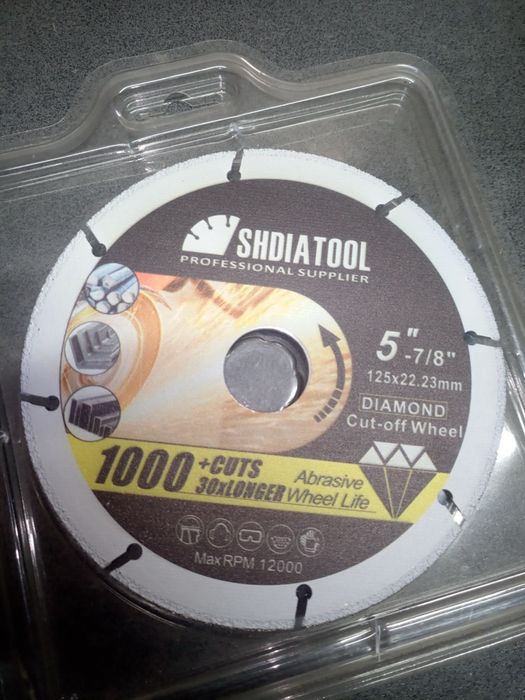 SHDIATOOL
PROFESSIONAL SUPPLIER
5"-7/8"
125x22.23mm
DIAMOND
Cut-off Wheel
1000 +CUTS
30xLONGER
Abrasive
Wheel Life
Max RPM 12000